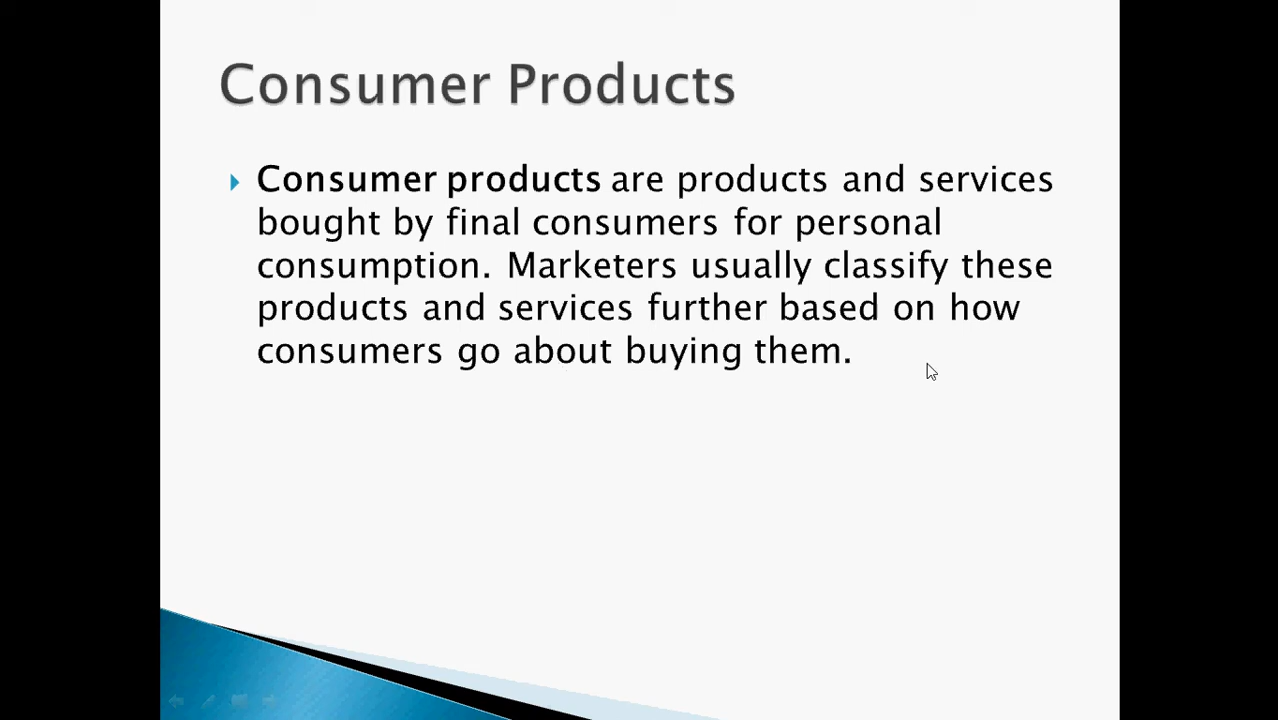 Consumer Products
Consumer products are products and services
bought by final consumers for personal
consumption. Marketers usually classify these
products and services further based on how
consumers go about buying them.